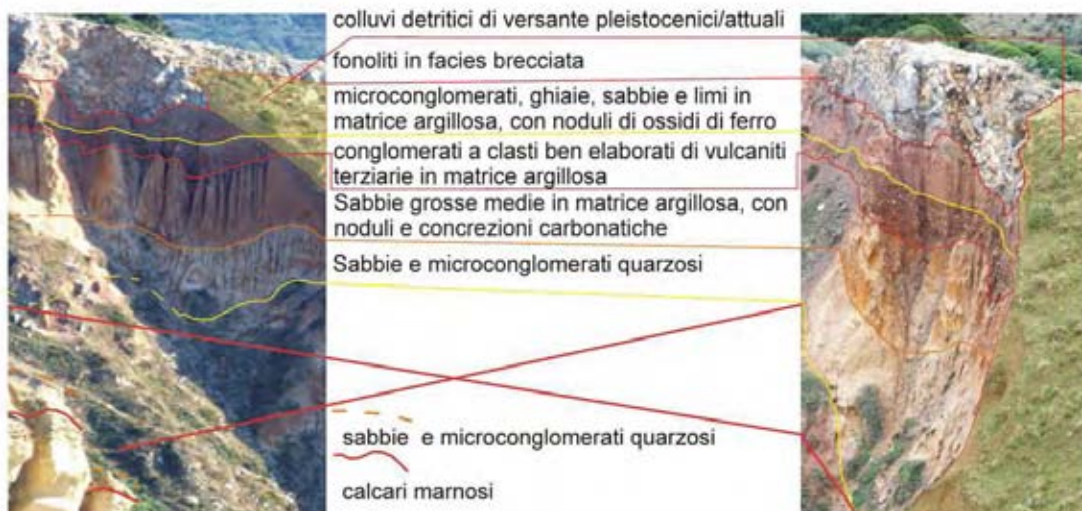 colluvi detritici di versante pleistocenici/attuali
fonoliti in facies brecciata
microconglomerati, ghiaie, sabbie e limi in
matrice argillosa, con noduli di ossidi di ferro
conglomerati a clasti ben elaborati di vulcaniti
terziarie in matrice argillosa
Sabbie grosse medie in matrice argillosa, con
noduli e concrezioni carbonatiche
Sabbie e microconglomerati quarzosi
sabbie e microconglomerati quarzosi
calcari marnosi